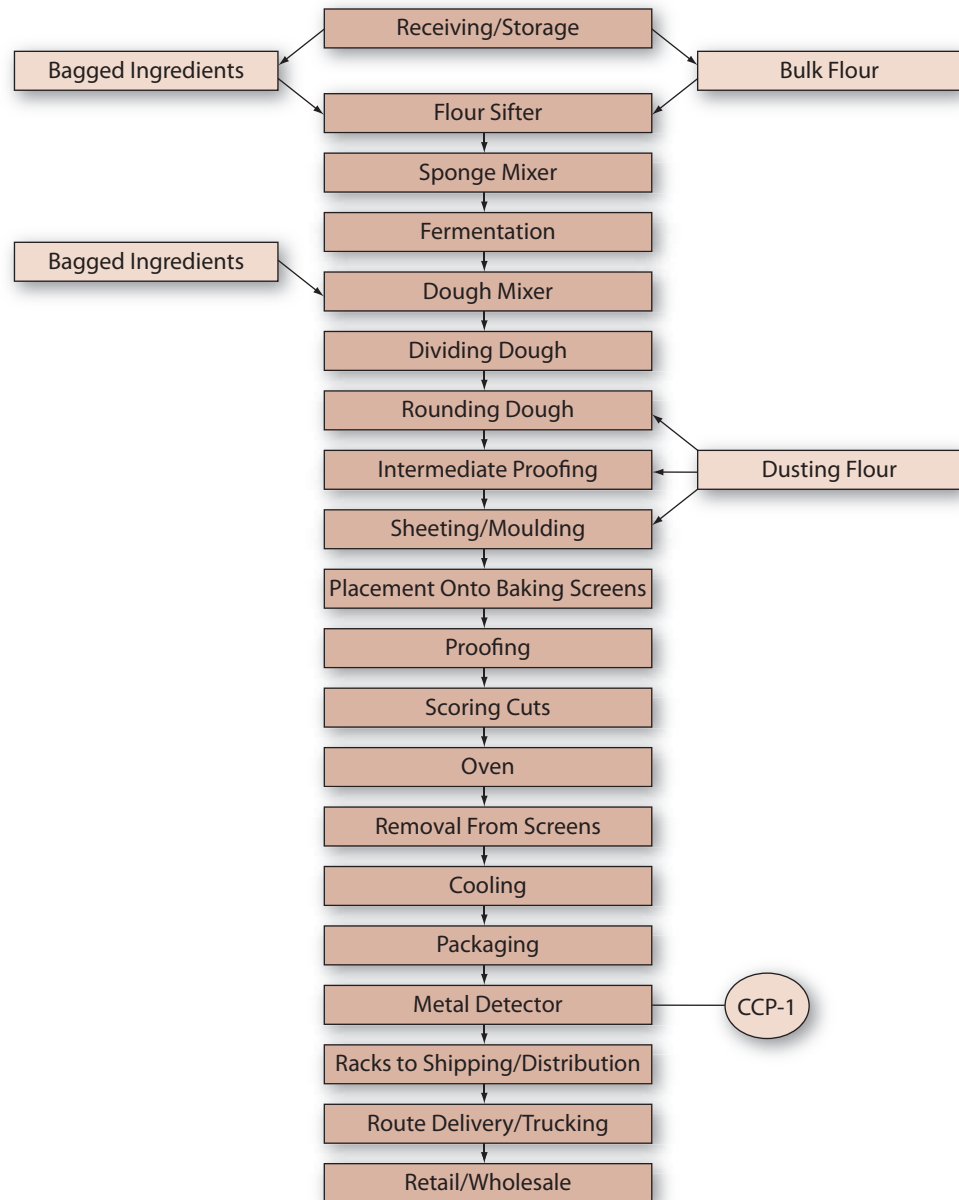 Receiving/Storage
Bagged Ingredients
Bulk Flour
Flour Sifter
Sponge Mixer
Fermentation
Bagged Ingredients
Dough Mixer
Dividing Dough
Rounding Dough
Intermediate Proofing
Dusting Flour
Sheeting/Moulding
Placement Onto Baking Screens
Proofing
Scoring Cuts
Oven
Removal From Screens
Cooling
Packaging
Metal Detector
CCP-1
Racks to Shipping/Distribution
Route Delivery/Trucking
Retail/Wholesale